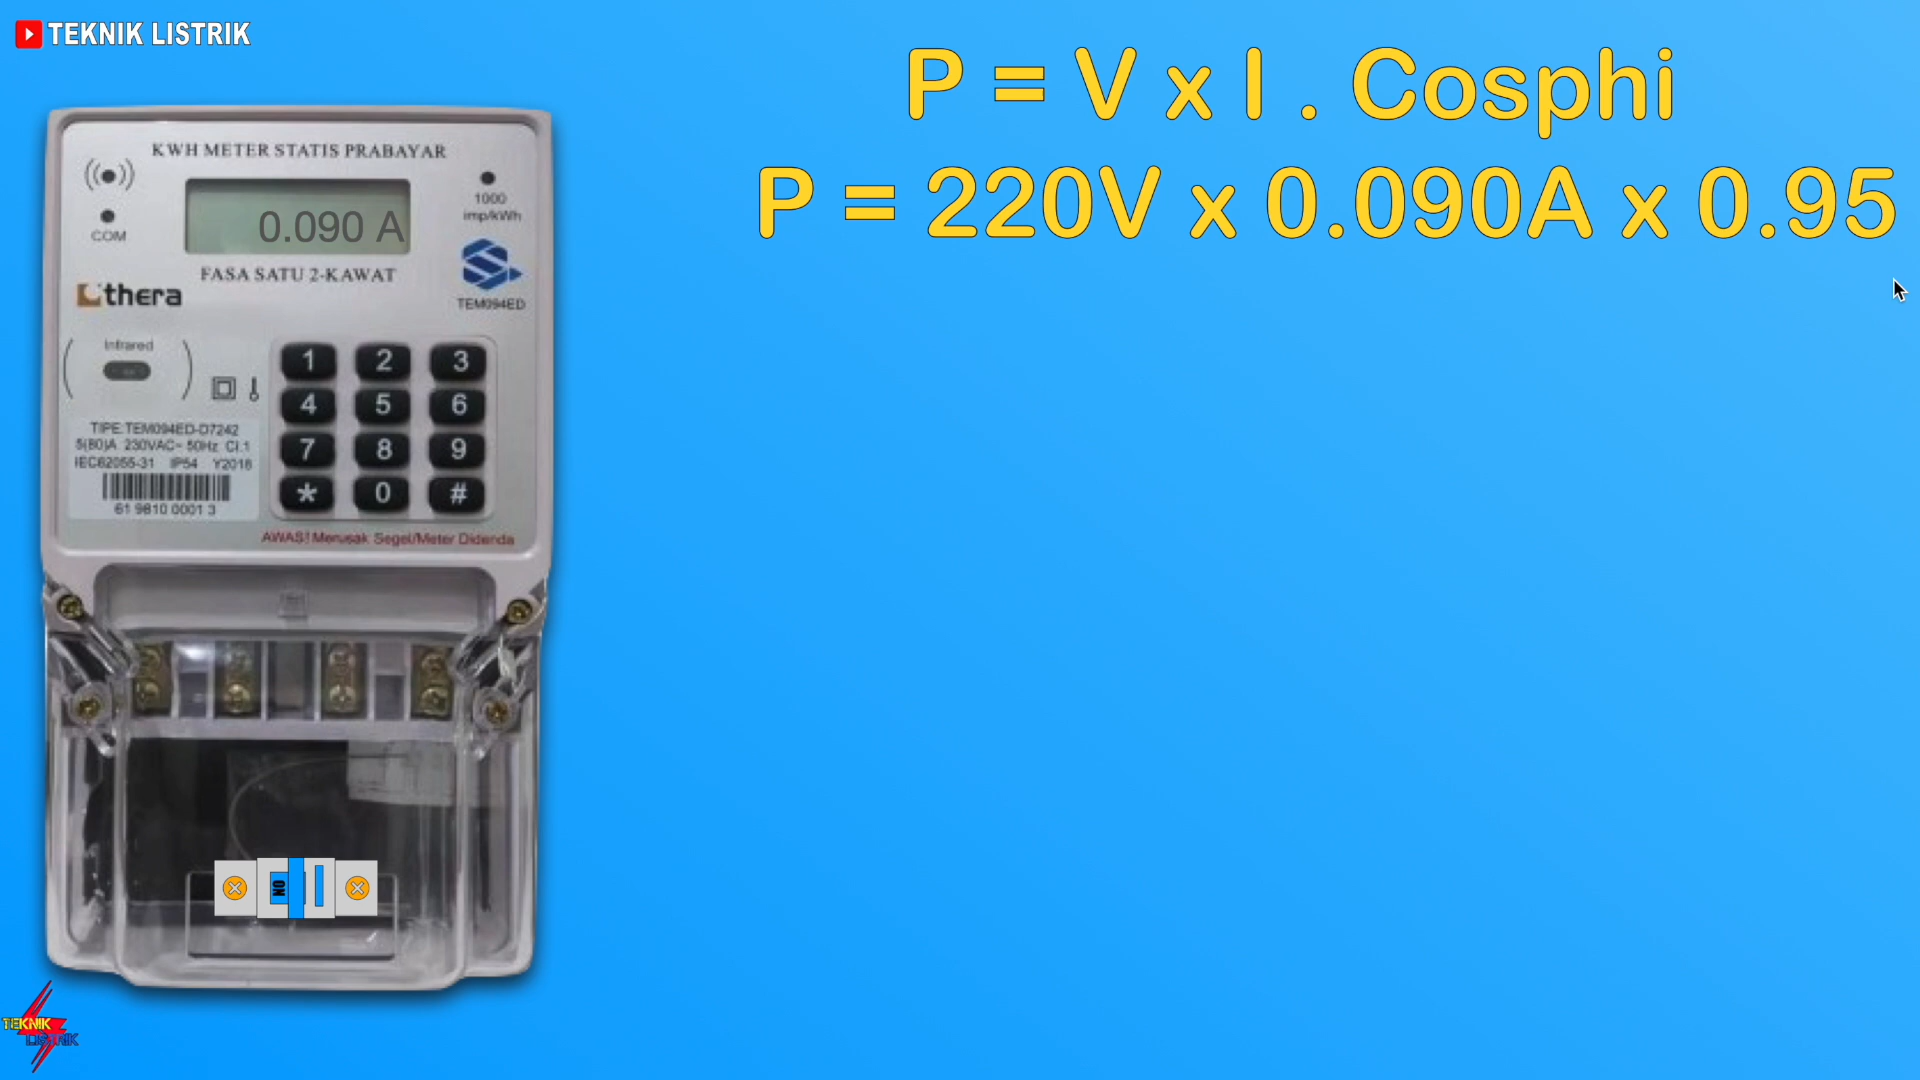 TEKNIK LISTRIK
P = V x I . Cosphi
P = 220V x 0.090A x 0.95
KWH METER STATIS PRABAYAR
1000
imp/kWh
COM
0.090 A
FASA SATU 2-KAWAT
thera
TEM094ED
Infrared
1 2 3
4 5 6
7 8 9
* 0 #
TIPE:TEM094ED-D7242
5(80)A 230VAC~ 50Hz Cl.1
IEC62055-31 IP54 Y2016
61 9810 0001 3
AWAS! Merusak Segel/Meter Didenda
ON
TEKNIK
LISTRIK